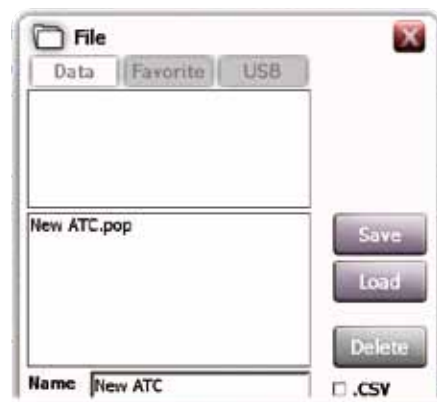 File
Data Favorite USB
New ATC.pop
Save
Load
Delete
Name New ATC
.CSV